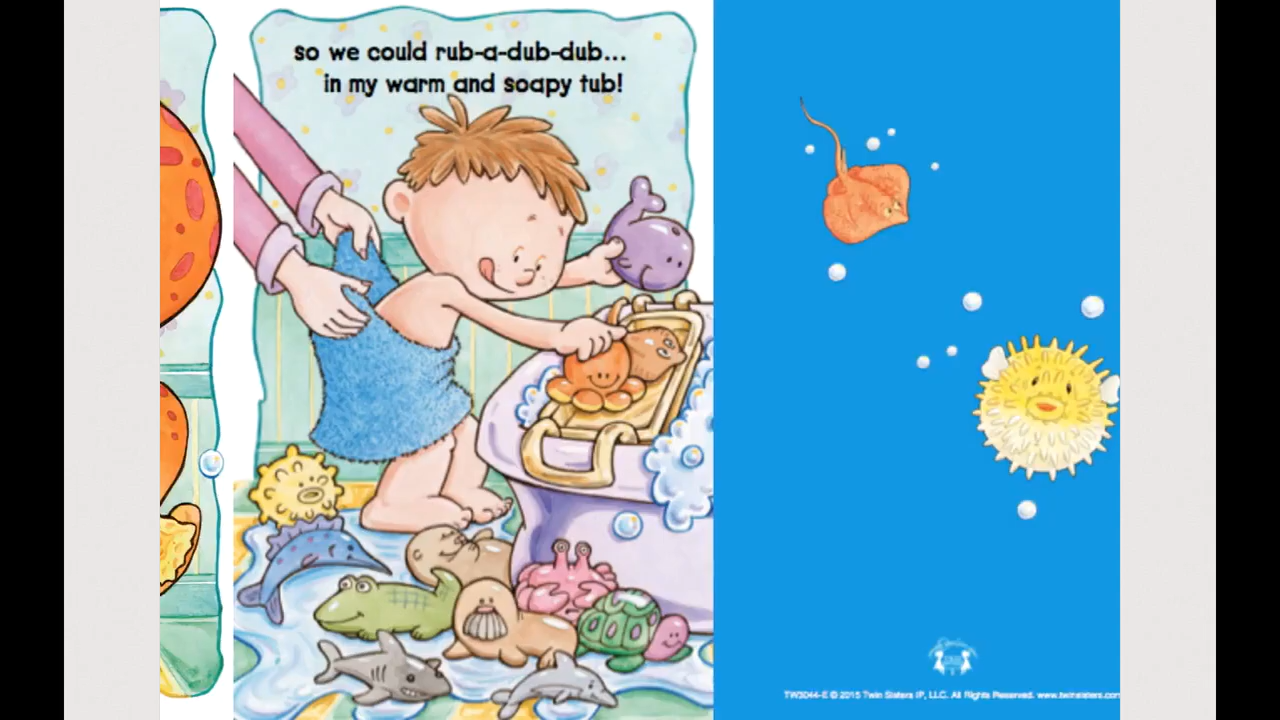 so we could rub-a-dub-dub...
in my warm and soapy tub!
TW3044-E © 2015 Twin Sisters IP, LLC. All Rights Reserved. www.twinsisters.com